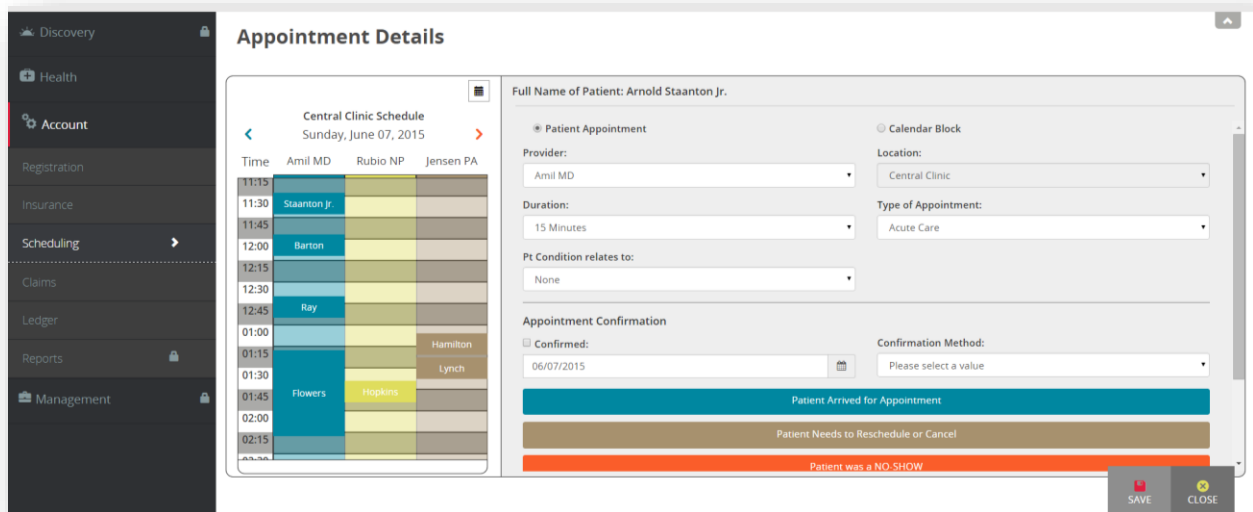 Discovery
Health
Account
Registration
Insurance
Scheduling
Claims
Ledger
Reports
Management
Appointment Details
Central Clinic Schedule
Sunday, June 07, 2015
Time Amil MD Rubio NP Jensen PA
11:15
11:30 Staanton Jr.
11:45
12:00 Barton
12:15
12:30
12:45 Ray
01:00
Hamilton
01:15
Lynch
01:30
01:45 Flowers Hopkins
02:00
02:15
02:30
Full Name of Patient: Arnold Staanton Jr.
Patient Appointment Calendar Block
Provider: Location:
Amil MD Central Clinic
Duration: Type of Appointment:
15 Minutes Acute Care
Pt Condition relates to:
None
Appointment Confirmation
Confirmed: Confirmation Method:
06/07/2015 Please select a value
Patient Arrived for Appointment
Patient Needs to Reschedule or Cancel
Patient was a NO-SHOW
SAVE CLOSE